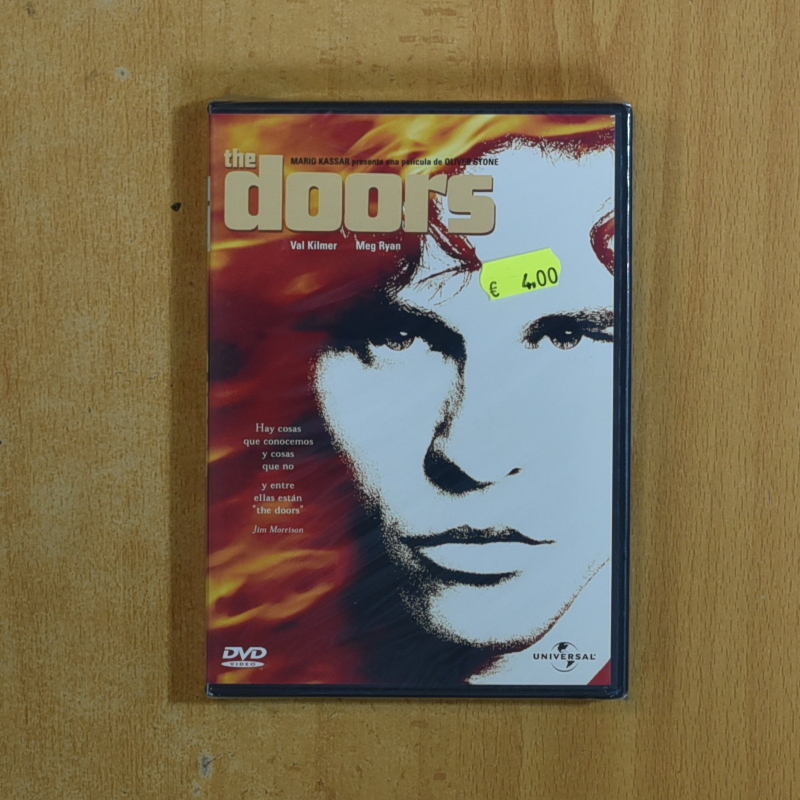 the
MARIO KASSAR presenta una película de OLIVER STONE
doors
Val Kilmer Meg Ryan
€ 4,00
Hay cosas
que conocemos
y cosas
que no
y entre
ellas están
"the doors"
Jim Morrison
DVD
VIDEO
UNIVERSAL